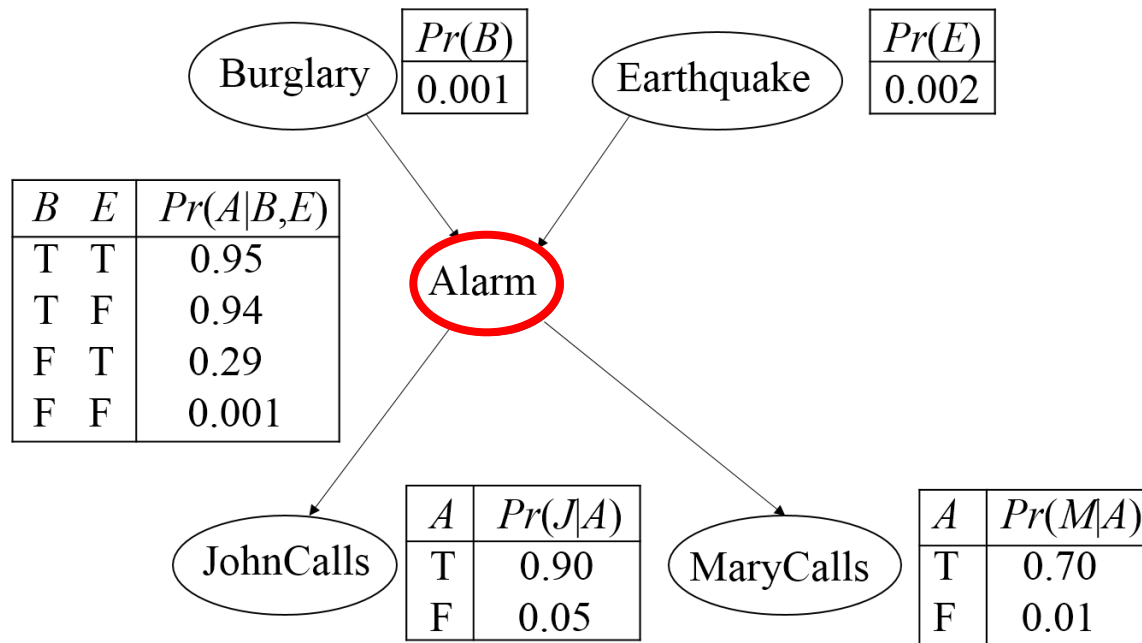 Burglary
Pr(B)
0.001
Earthquake
Pr(E)
0.002
B E Pr(A|B,E)
T T 0.95
T F 0.94
F T 0.29
F F 0.001
Alarm
JohnCalls
A Pr(J|A)
T 0.90
F 0.05
MaryCalls
A Pr(M|A)
T 0.70
F 0.01